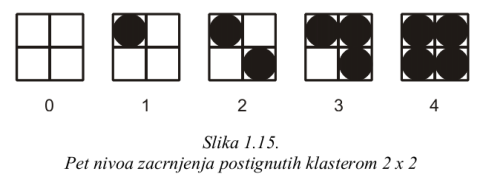 0 1 2 3 4
Slika 1.15.
Pet nivoa zacrnjenja postignutih klasterom 2 x 2